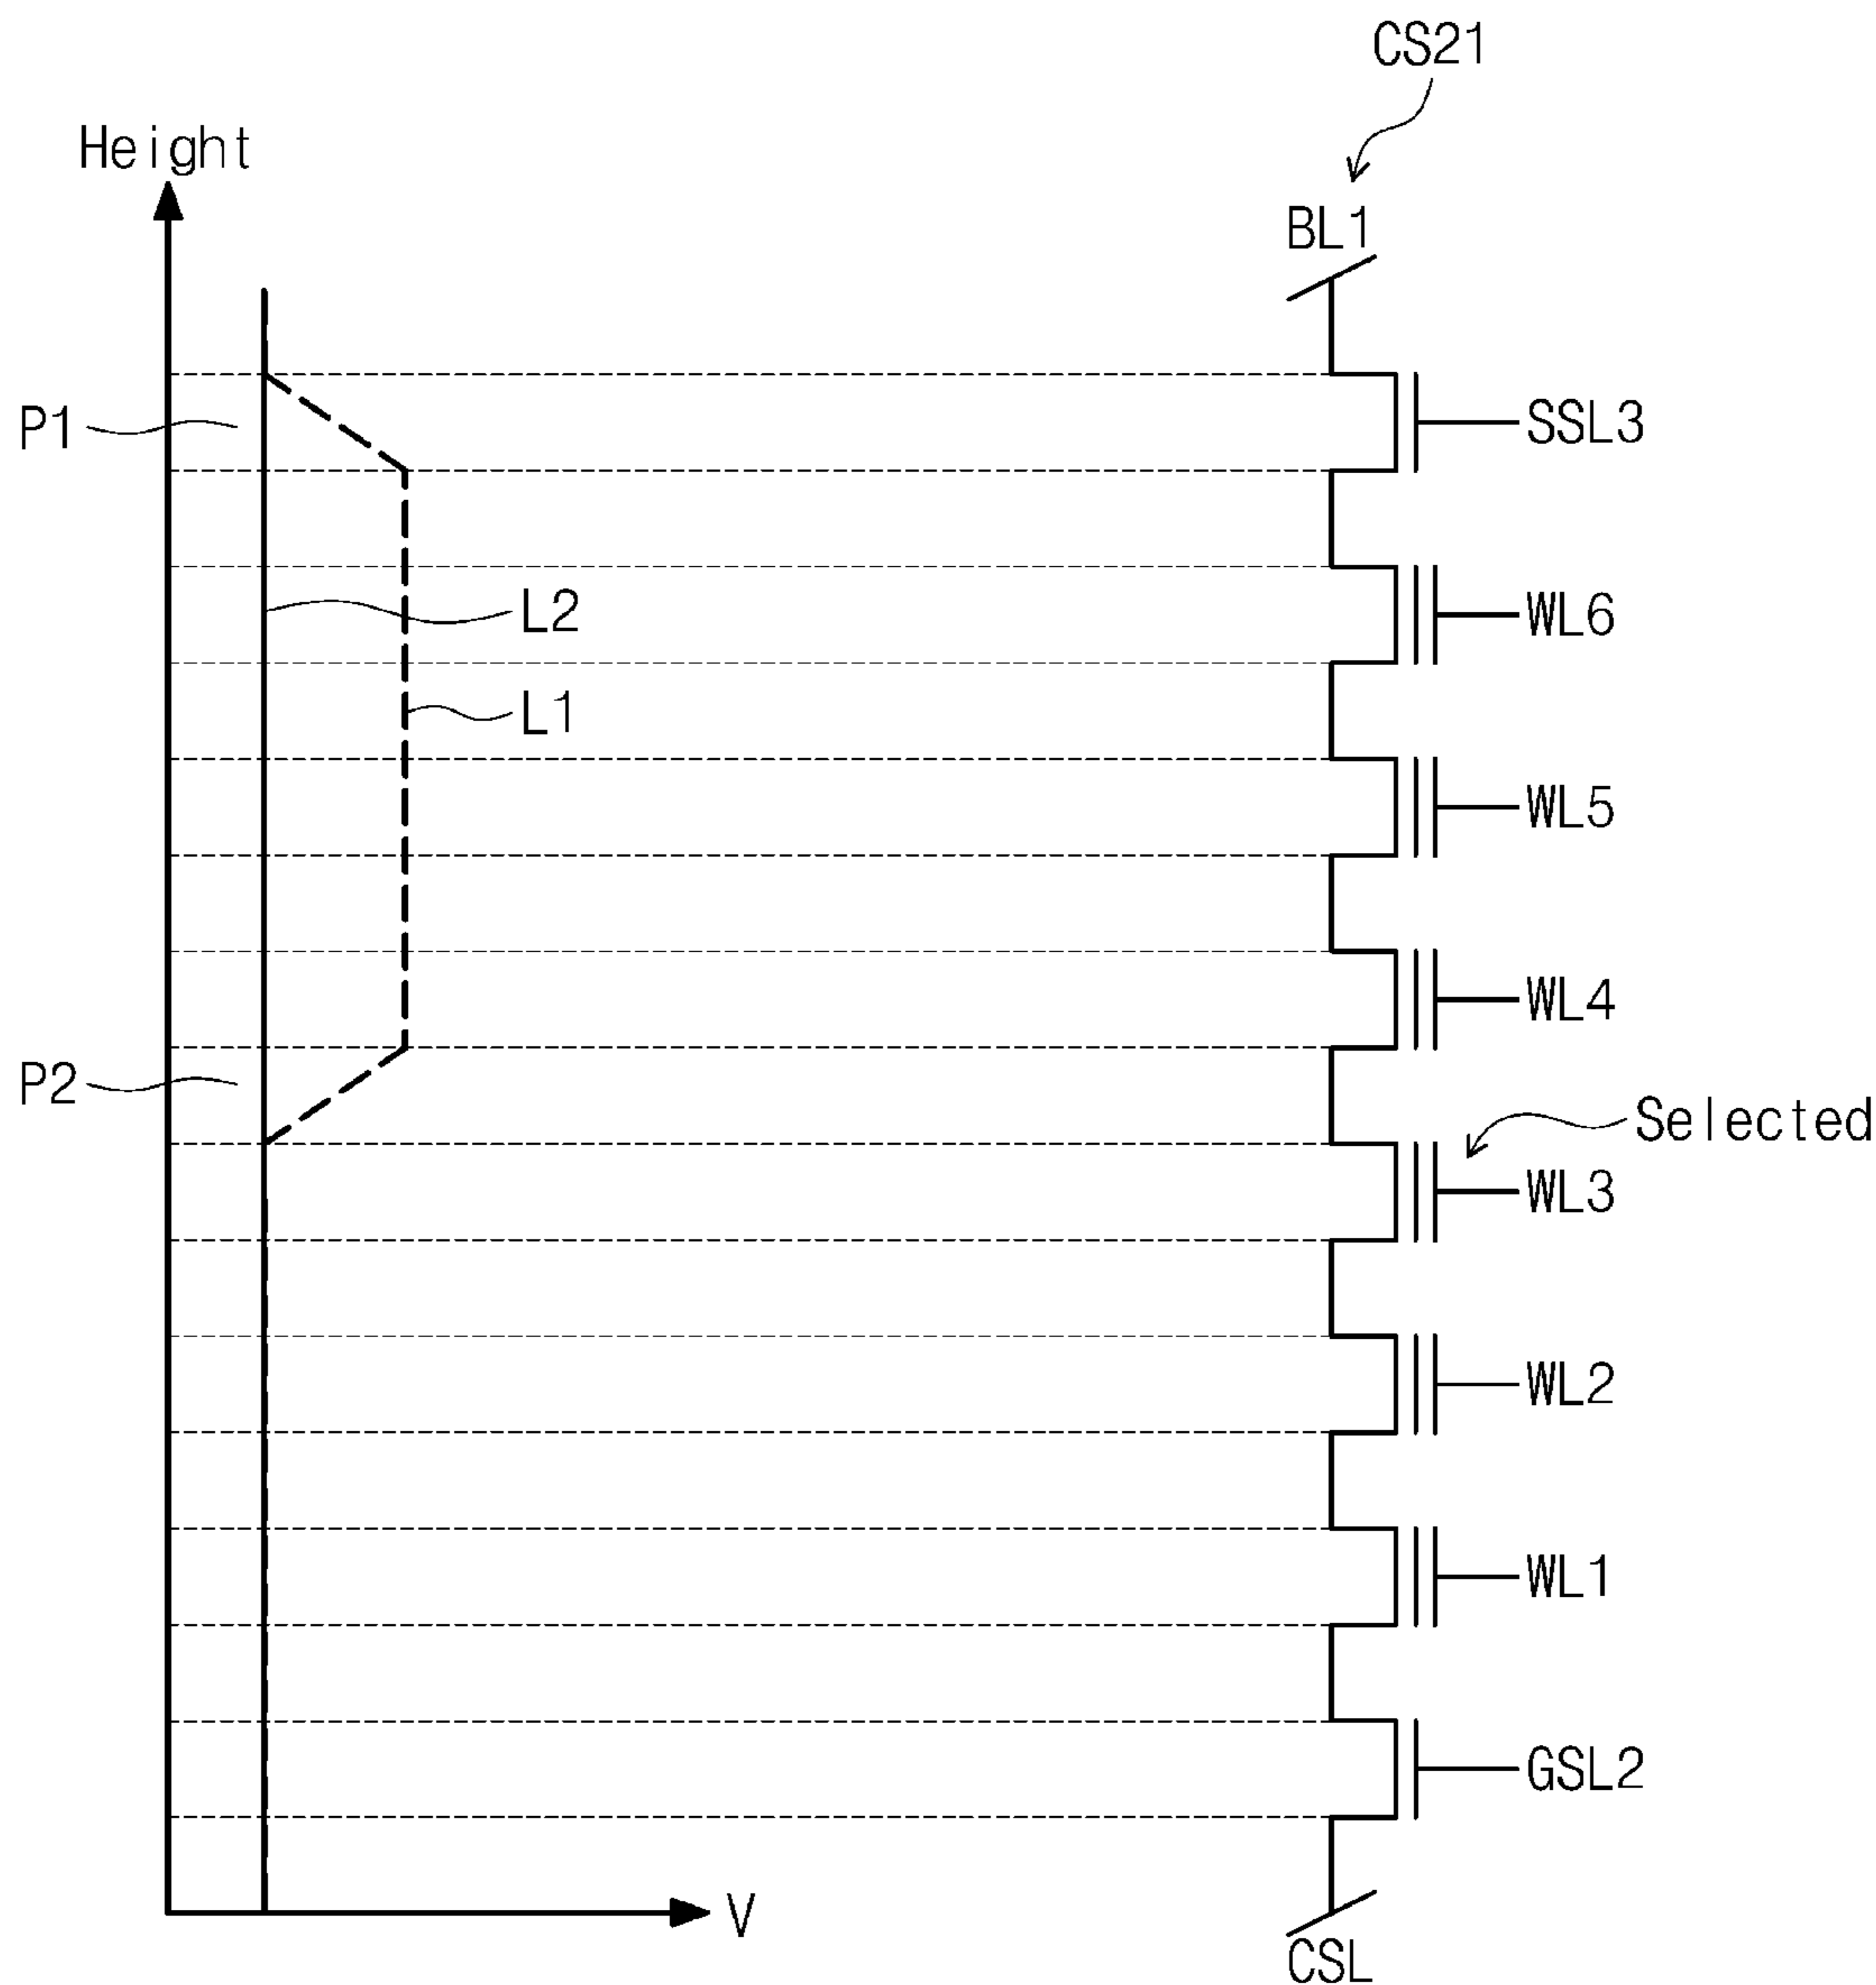 CS21
Height
BL1
P1
SSL3
L2
WL6
L1
WL5
WL4
P2
Selected
WL3
WL2
WL1
GSL2
V
CSL